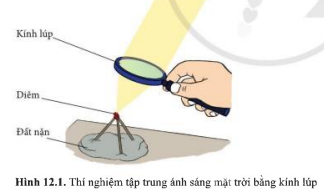 Kính lúp
Diêm
Đất nặn
Hình 12.1. Thí nghiệm tập trung ánh sáng mặt trời bằng kính lúp